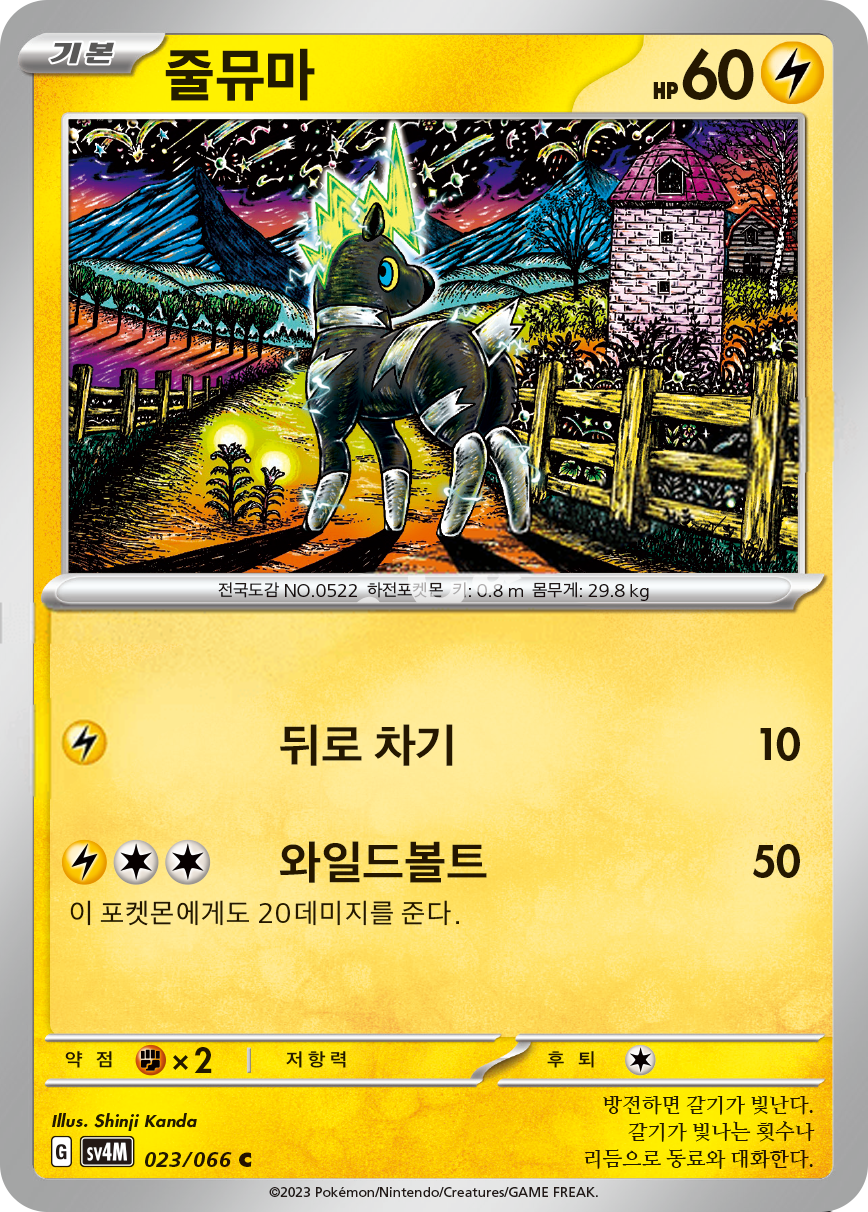 기본 줄뮤마 HP 60
전국도감 NO.0522 하전포켓몬 키: 0.8 m 몸무게: 29.8 kg
뒤로 차기 10
와일드볼트 50
이 포켓몬에게도 20데미지를 준다.
약점 ×2 저항력 후퇴
Illus. Shinji Kanda
G sv4M 023/066 C
방전하면 갈기가 빛난다.
갈기가 빛나는 횟수나
리듬으로 동료와 대화한다.
©2023 Pokémon/Nintendo/Creatures/GAME FREAK.